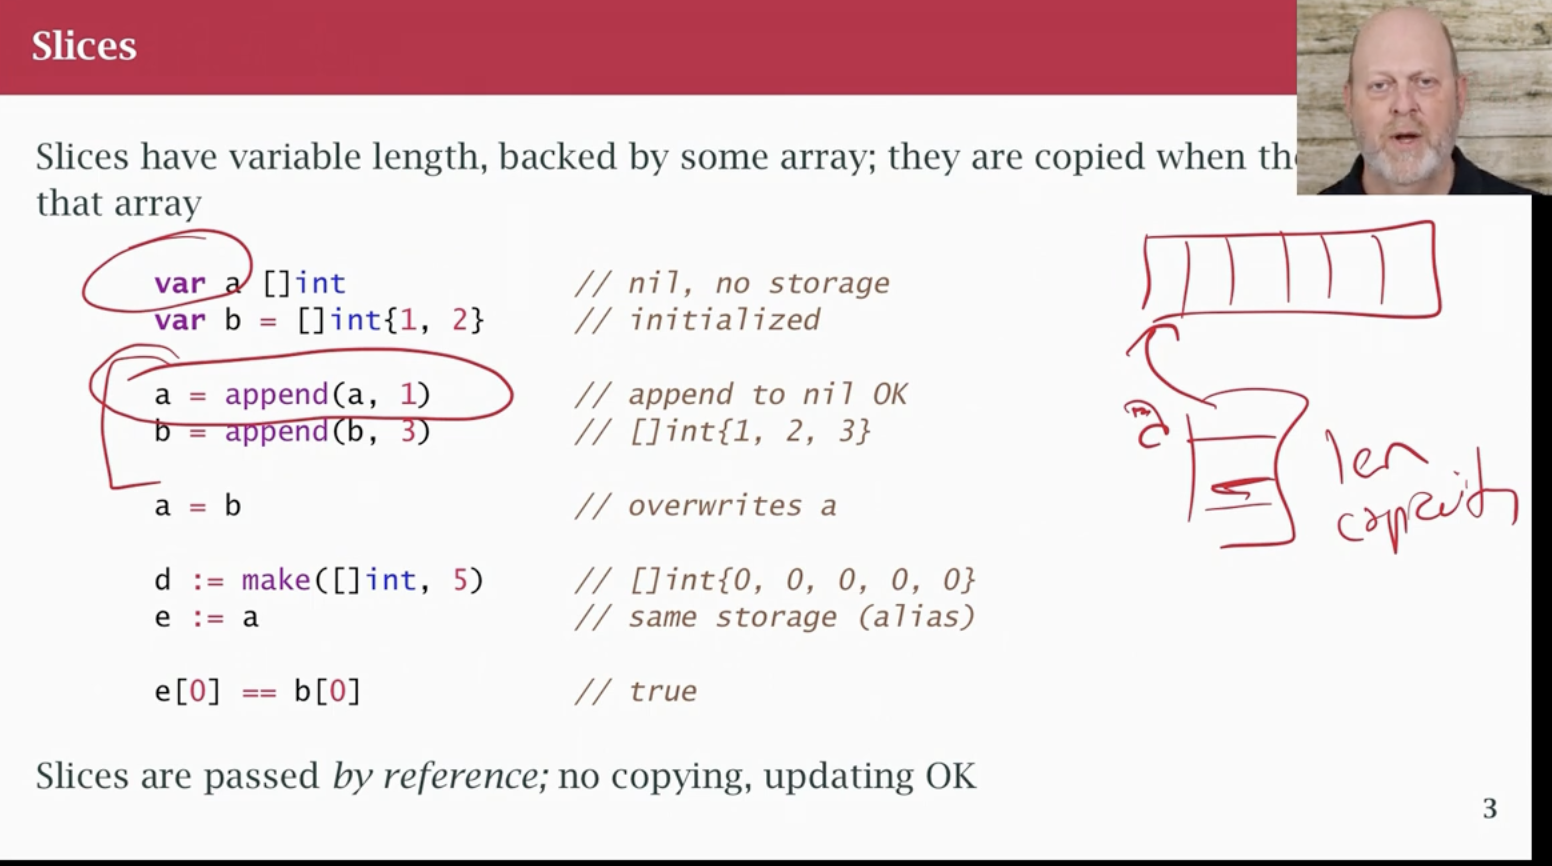 Slices
Slices have variable length, backed by some array; they are copied when
that array
var a []int // nil, no storage
var b = []int{1, 2} // initialized
a = append(a, 1) // append to nil OK
b = append(b, 3) // []int{1, 2, 3}
a = b // overwrites a
d := make([]int, 5) // []int{0, 0, 0, 0, 0}
e := a // same storage (alias)
e[0] == b[0] // true
Slices are passed by reference; no copying, updating OK
a
len
capacity
3